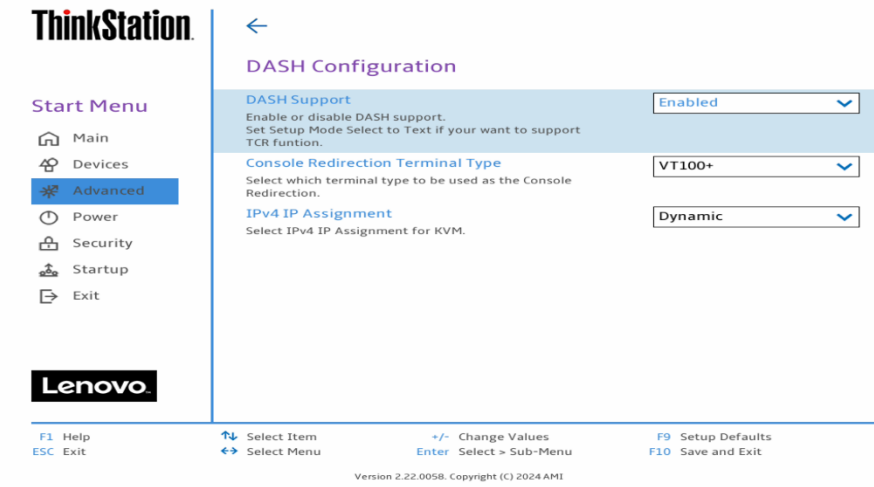 ThinkStation
DASH Configuration
Start Menu
Main
Devices
Advanced
Power
Security
Startup
Exit
DASH Support
Enabled
Enable or disable DASH support.
Set Setup Mode Select to Text if your want to support
TCR funtion.
Console Redirection Terminal Type
VT100+
Select which terminal type to be used as the Console
Redirection.
IPv4 IP Assignment
Dynamic
Select IPv4 IP Assignment for KVM.
Lenovo
F1 Help
ESC Exit
Select Item
Select Menu
+/- Change Values
Enter Select > Sub-Menu
F9 Setup Defaults
F10 Save and Exit
Version 2.22.0058. Copyright (C) 2024 AMI